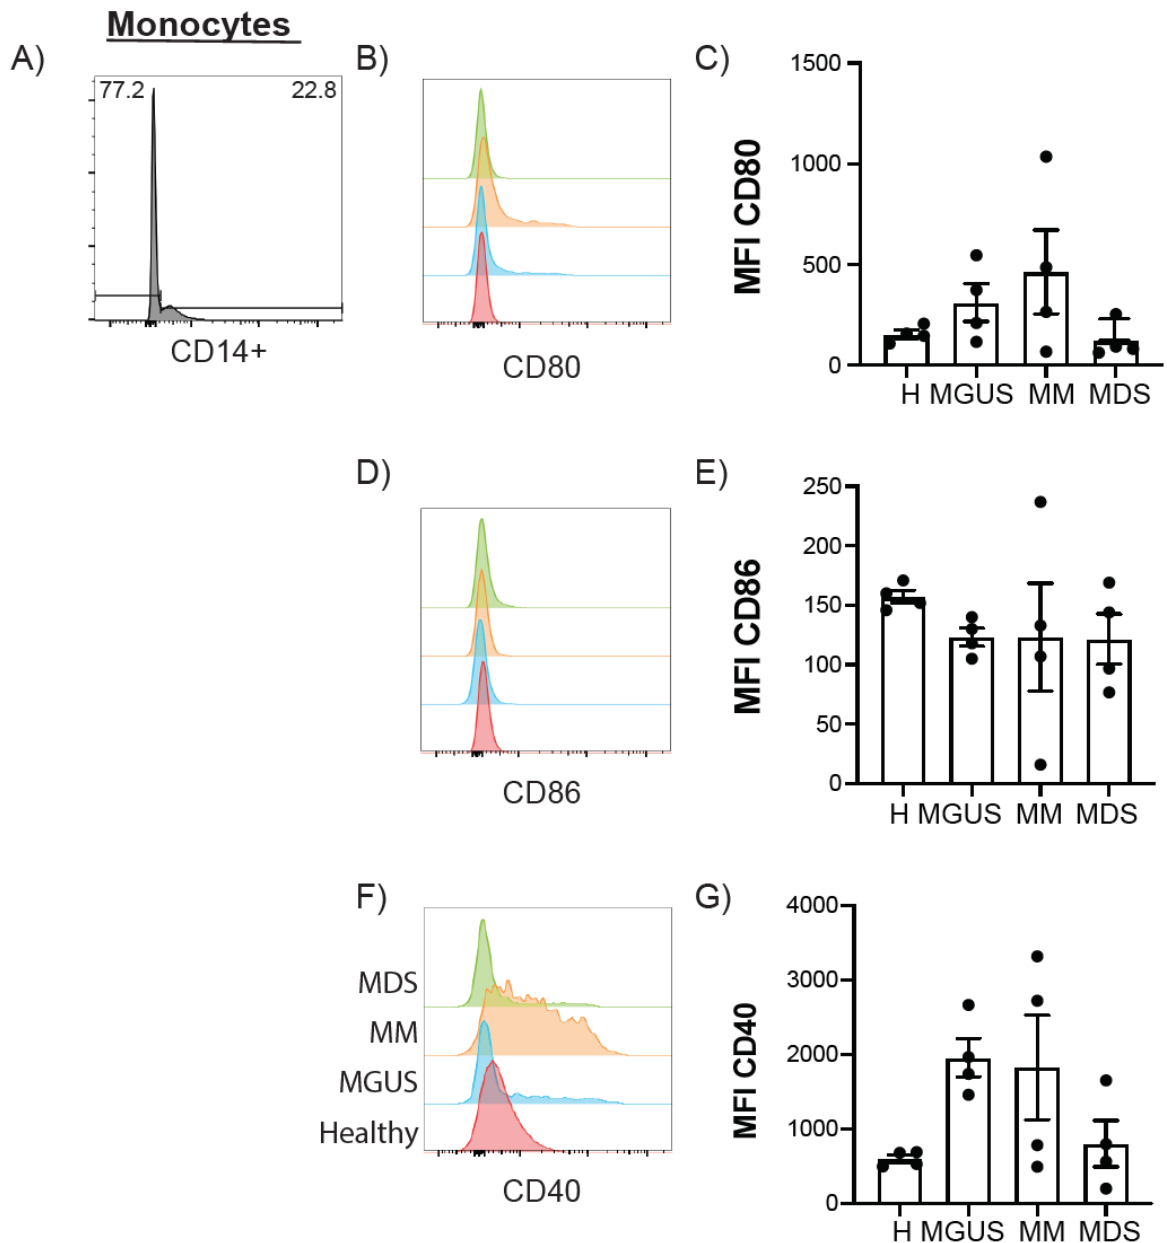 Monocytes
A)
77.2 22.8
CD14+
B)
CD80
C)
MFI CD80
1500
1000
500
0
H MGUS MM MDS
D)
CD86
E)
MFI CD86
250
200
150
100
50
0
H MGUS MM MDS
F)
MDS
MM
MGUS
Healthy
CD40
G)
MFI CD40
4000
3000
2000
1000
0
H MGUS MM MDS